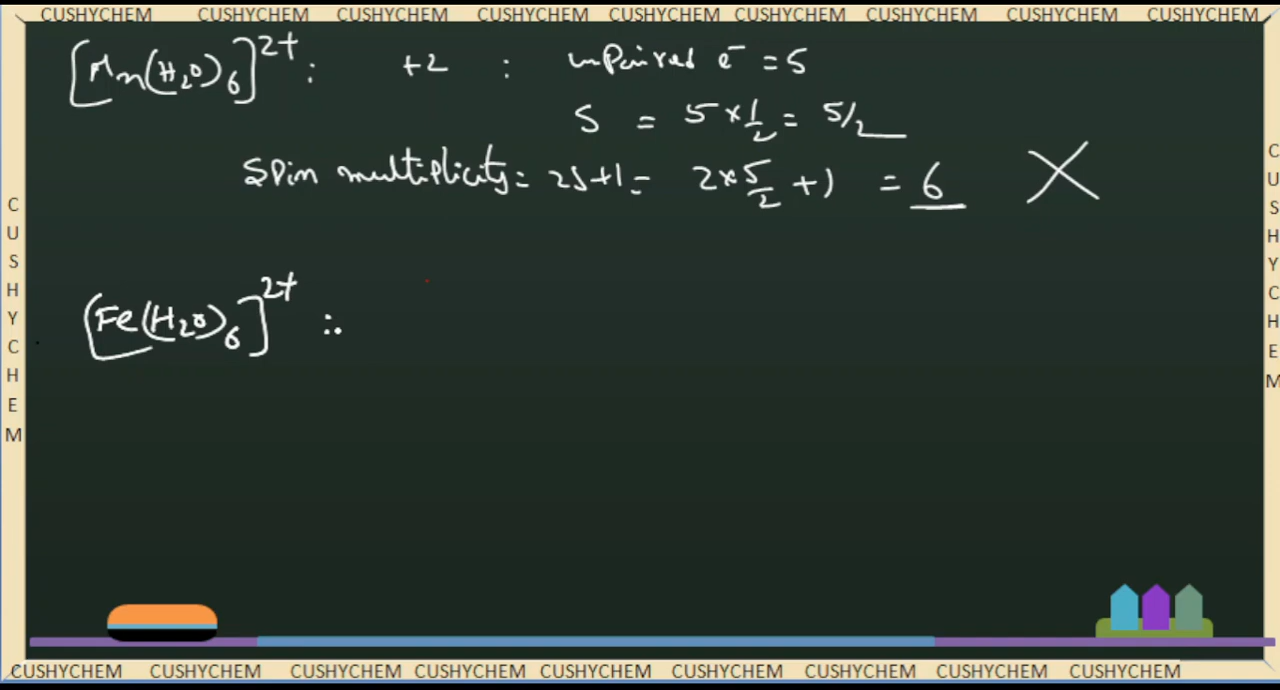 CUSHYCHEM CUSHYCHEM CUSHYCHEM CUSHYCHEM CUSHYCHEM CUSHYCHEM CUSHYCHEM CUSHYCHEM CUSHYCHEM
[Mn(H₂O)₆]²⁺ : +2 : unpaired e⁻ = 5
S = 5 × 1/2 = 5/2
Spin multiplicity = 2S+1 = 2 × 5/2 + 1 = 6 X
[Fe(H₂O)₆]²⁺ :
CUSHYCHEM
CUSHYCHEM
CUSHYCHEM CUSHYCHEM CUSHYCHEM CUSHYCHEM CUSHYCHEM CUSHYCHEM CUSHYCHEM CUSHYCHEM CUSHYCHEM